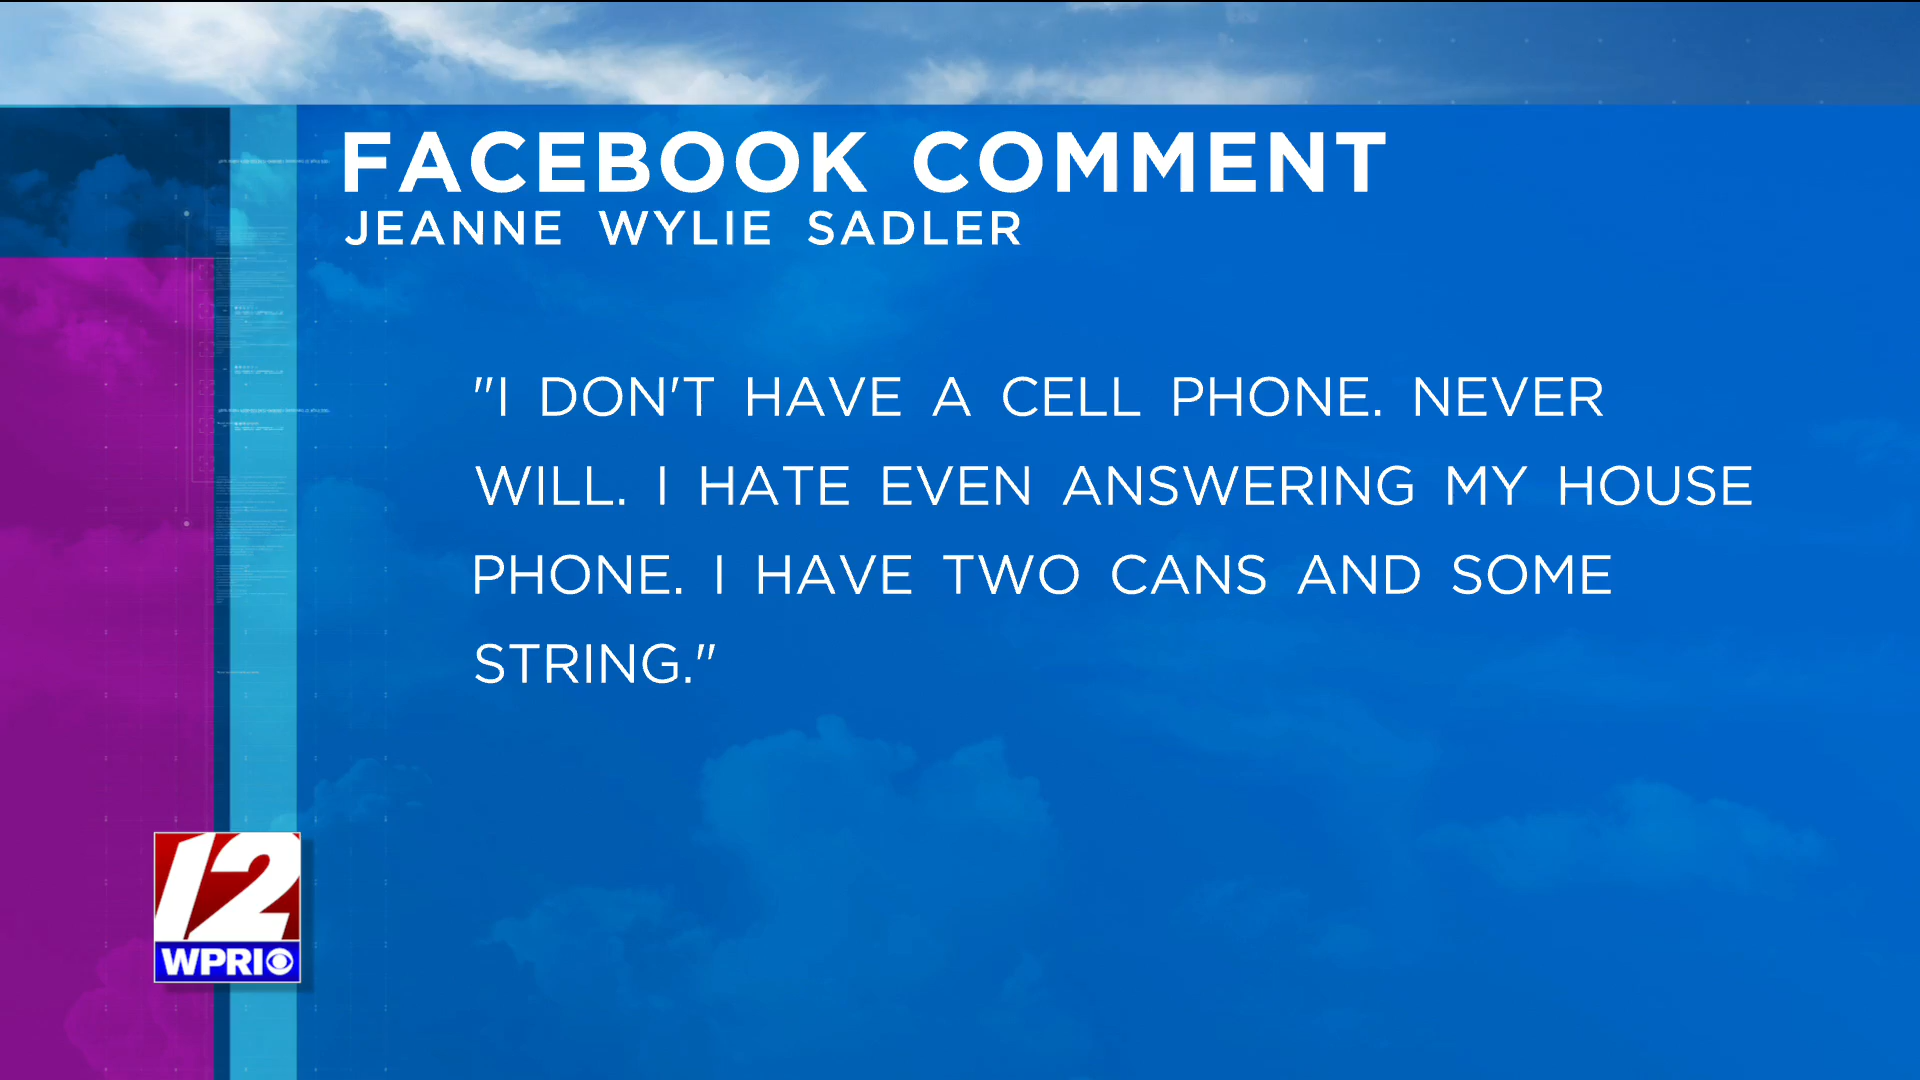 FACEBOOK COMMENT
JEANNE WYLIE SADLER
"I DON'T HAVE A CELL PHONE. NEVER
WILL. I HATE EVEN ANSWERING MY HOUSE
PHONE. I HAVE TWO CANS AND SOME
STRING."
12
WPRI